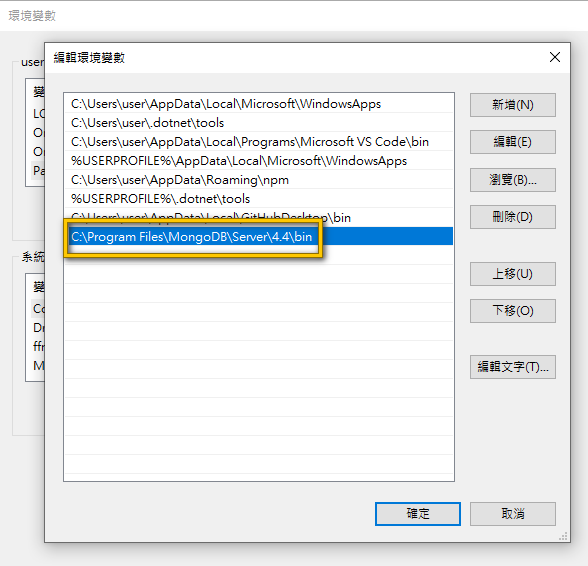 環境變數
user
編輯環境變數
C:\Users\user\AppData\Local\Microsoft\WindowsApps
C:\Users\user\.dotnet\tools
C:\Users\user\AppData\Local\Programs\Microsoft VS Code\bin
%USERPROFILE%\AppData\Local\Microsoft\WindowsApps
C:\Users\user\AppData\Roaming\npm
%USERPROFILE%\.dotnet\tools
C:\Users\user\AppData\Local\GitHubDesktop\bin
C:\Program Files\MongoDB\Server\4.4\bin
新增(N)
編輯(E)
瀏覽(B)...
刪除(D)
上移(U)
下移(O)
編輯文字(T)...
確定
取消
變
LC
Or
Or
Pa
系統
變
Co
Dr
ffr
M